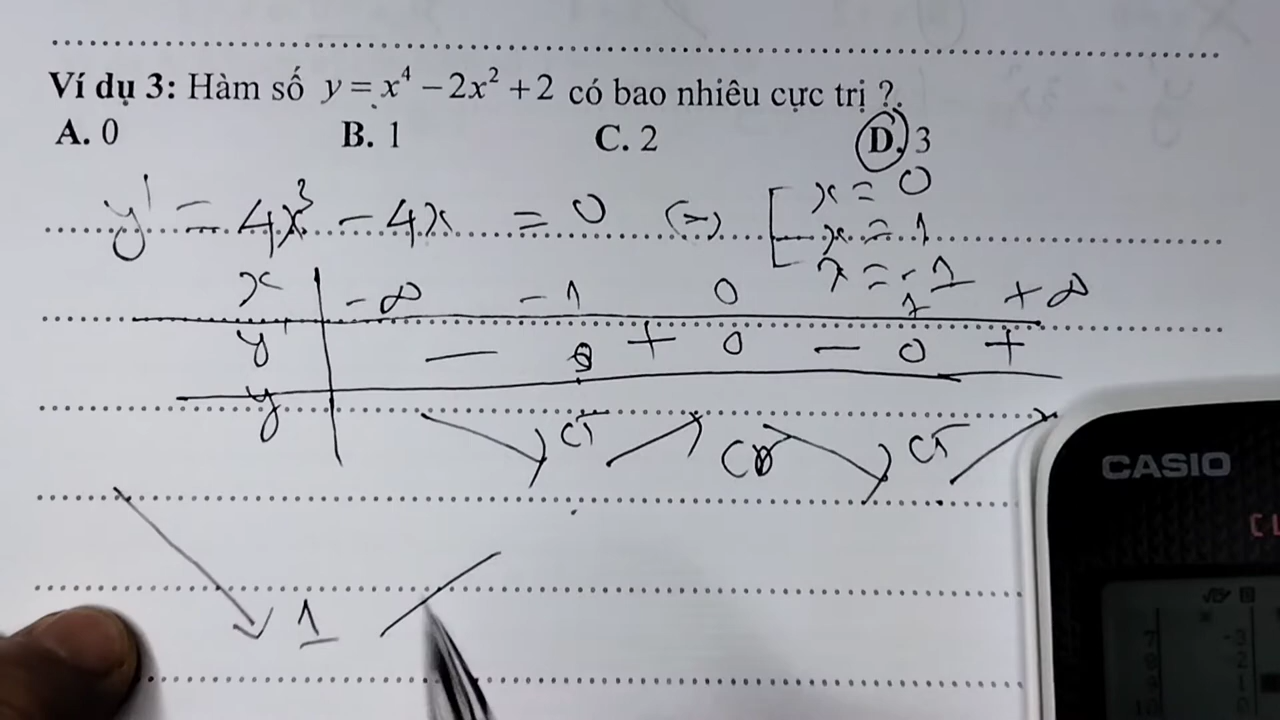 Ví dụ 3: Hàm số y = x⁴ − 2x² + 2 có bao nhiêu cực trị ?.
A. 0 B. 1 C. 2 D. 3
y' = 4x³ − 4x = 0 (=) [ x = 0
x = 1
x = -1
x -∞ -1 0 1 +∞
y' − 0 + 0 − 0 +
y CT CĐ CT
CASIO
1